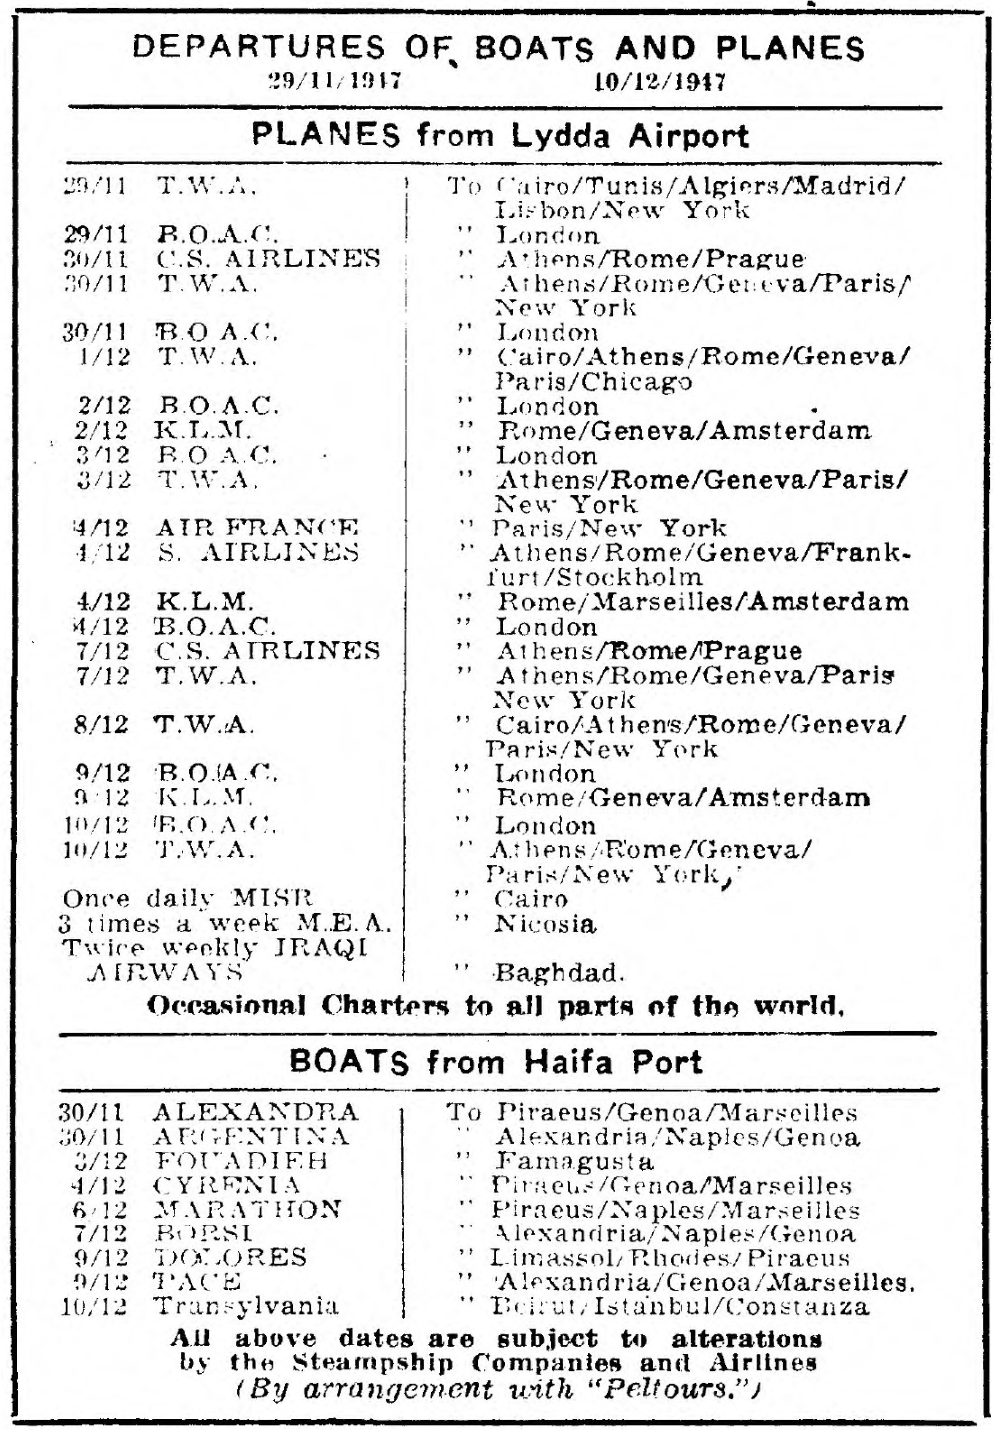 DEPARTURES OF BOATS AND PLANES
29/11/1947 10/12/1947
PLANES from Lydda Airport
29/11 T.W.A. To Cairo/Tunis/Algiers/Madrid/
Lisbon/New York
29/11 B.O.A.C. " London
30/11 C.S. AIRLINES " Athens/Rome/Prague
30/11 T.W.A. " Athens/Rome/Geneva/Paris/
New York
30/11 B.O.A.C. " London
1/12 T.W.A. " Cairo/Athens/Rome/Geneva/
Paris/Chicago
2/12 B.O.A.C. " London
2/12 K.L.M. " Rome/Geneva/Amsterdam
3/12 B.O.A.C. " London
3/12 T.W.A. " Athens/Rome/Geneva/Paris/
New York
4/12 AIR FRANCE " Paris/New York
4/12 S. AIRLINES " Athens/Rome/Geneva/Frank-
furt/Stockholm
4/12 K.L.M. " Rome/Marseilles/Amsterdam
4/12 B.O.A.C. " London
7/12 C.S. AIRLINES " Athens/Rome/Prague
7/12 T.W.A. " Athens/Rome/Geneva/Paris
New York
8/12 T.W.A. " Cairo/Athens/Rome/Geneva/
Paris/New York
9/12 B.O.A.C. " London
9/12 K.L.M. " Rome/Geneva/Amsterdam
10/12 B.O.A.C. " London
10/12 T.W.A. " Athens/Rome/Geneva/
Paris/New York,
Once daily MISR " Cairo
3 times a week M.E.A. " Nicosia
Twice weekly IRAQI
AIRWAYS " Baghdad.
Occasional Charters to all parts of the world.
BOATS from Haifa Port
30/11 ALEXANDRA To Piraeus/Genoa/Marseilles
30/11 ARGENTINA " Alexandria/Naples/Genoa
3/12 FOUADIEH " Famagusta
4/12 CYRENIA " Piraeus/Genoa/Marseilles
6/12 MARATHON " Piraeus/Naples/Marseilles
7/12 BORSI " Alexandria/Naples/Genoa
9/12 DOLORES " Limassol/Rhodes/Piraeus
9/12 PACE " Alexandria/Genoa/Marseilles.
10/12 Transylvania " Beirut/Istanbul/Constanza
All above dates are subject to alterations
by the Steampship Companies and Airlines
(By arrangement with "Peltours.")